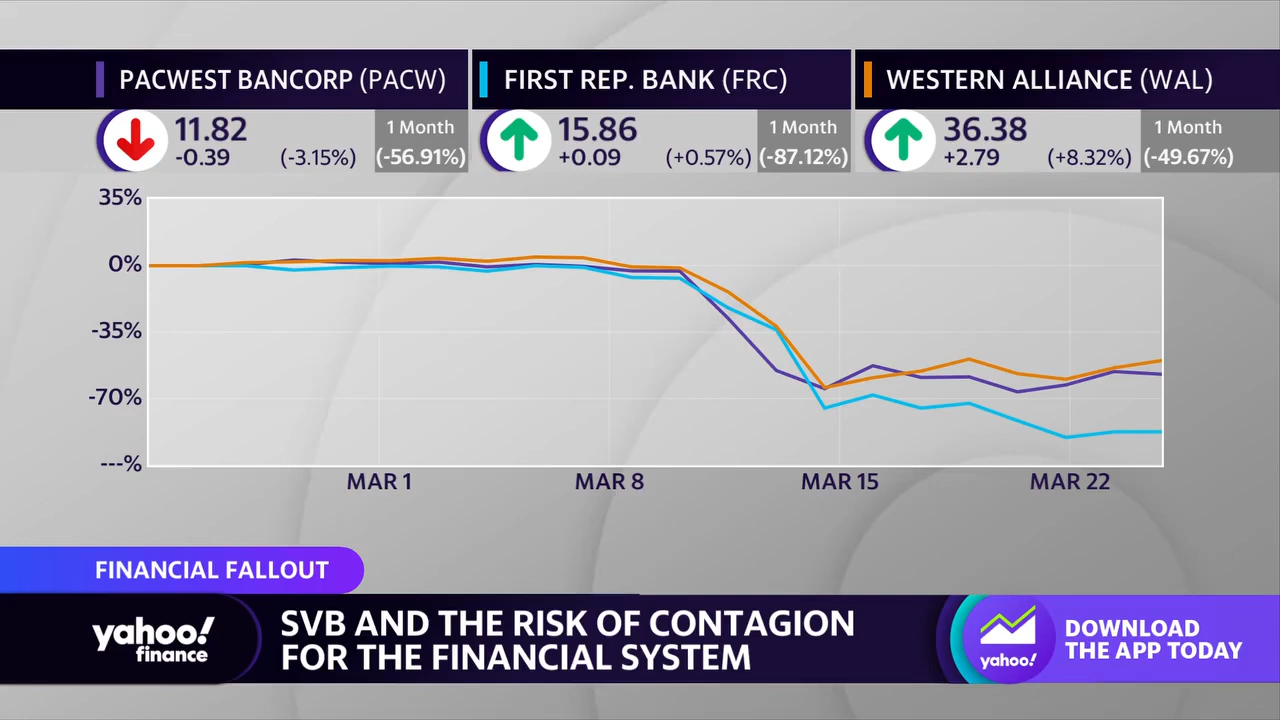 PACWEST BANCORP (PACW)
11.82
-0.39 (-3.15%)
1 Month
(-56.91%)
FIRST REP. BANK (FRC)
15.86
+0.09 (+0.57%)
1 Month
(-87.12%)
WESTERN ALLIANCE (WAL)
36.38
+2.79 (+8.32%)
1 Month
(-49.67%)
35%
0%
-35%
-70%
---%
MAR 1 MAR 8 MAR 15 MAR 22
FINANCIAL FALLOUT
yahoo!
finance
SVB AND THE RISK OF CONTAGION
FOR THE FINANCIAL SYSTEM
yahoo!
DOWNLOAD
THE APP TODAY